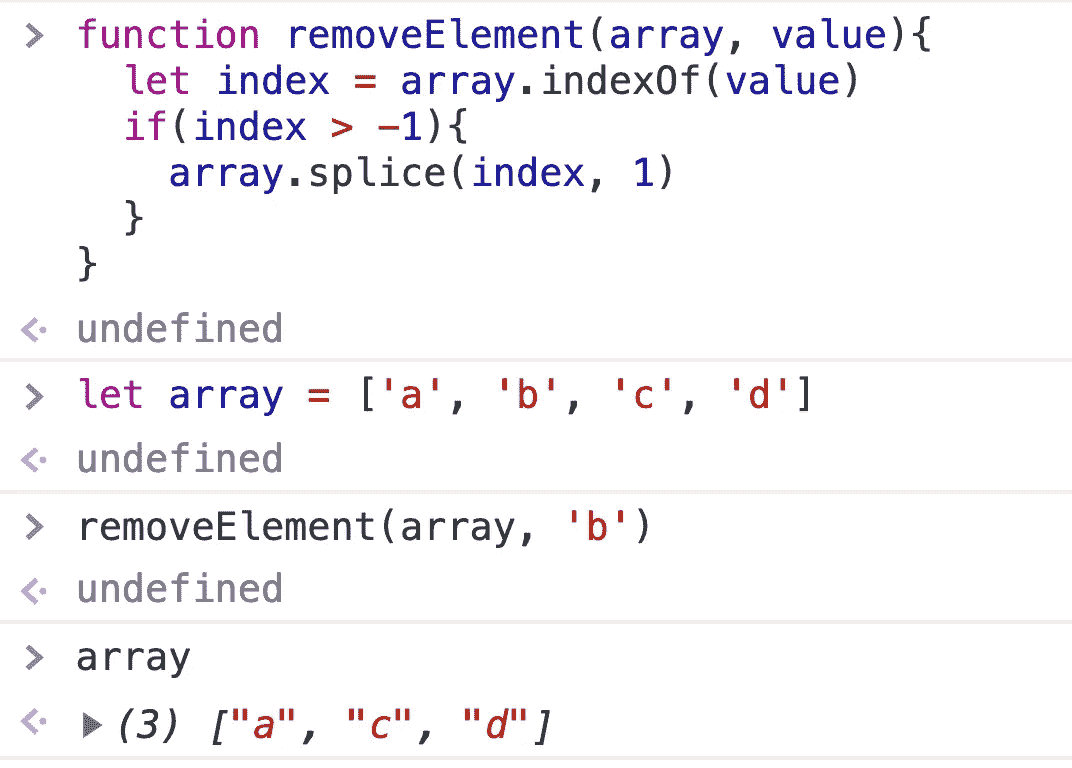 > function removeElement(array, value){
let index = array.indexOf(value)
if(index > -1){
array.splice(index, 1)
}
}
undefined
> let array = ['a', 'b', 'c', 'd']
undefined
> removeElement(array, 'b')
undefined
> array
(3) ["a", "c", "d"]